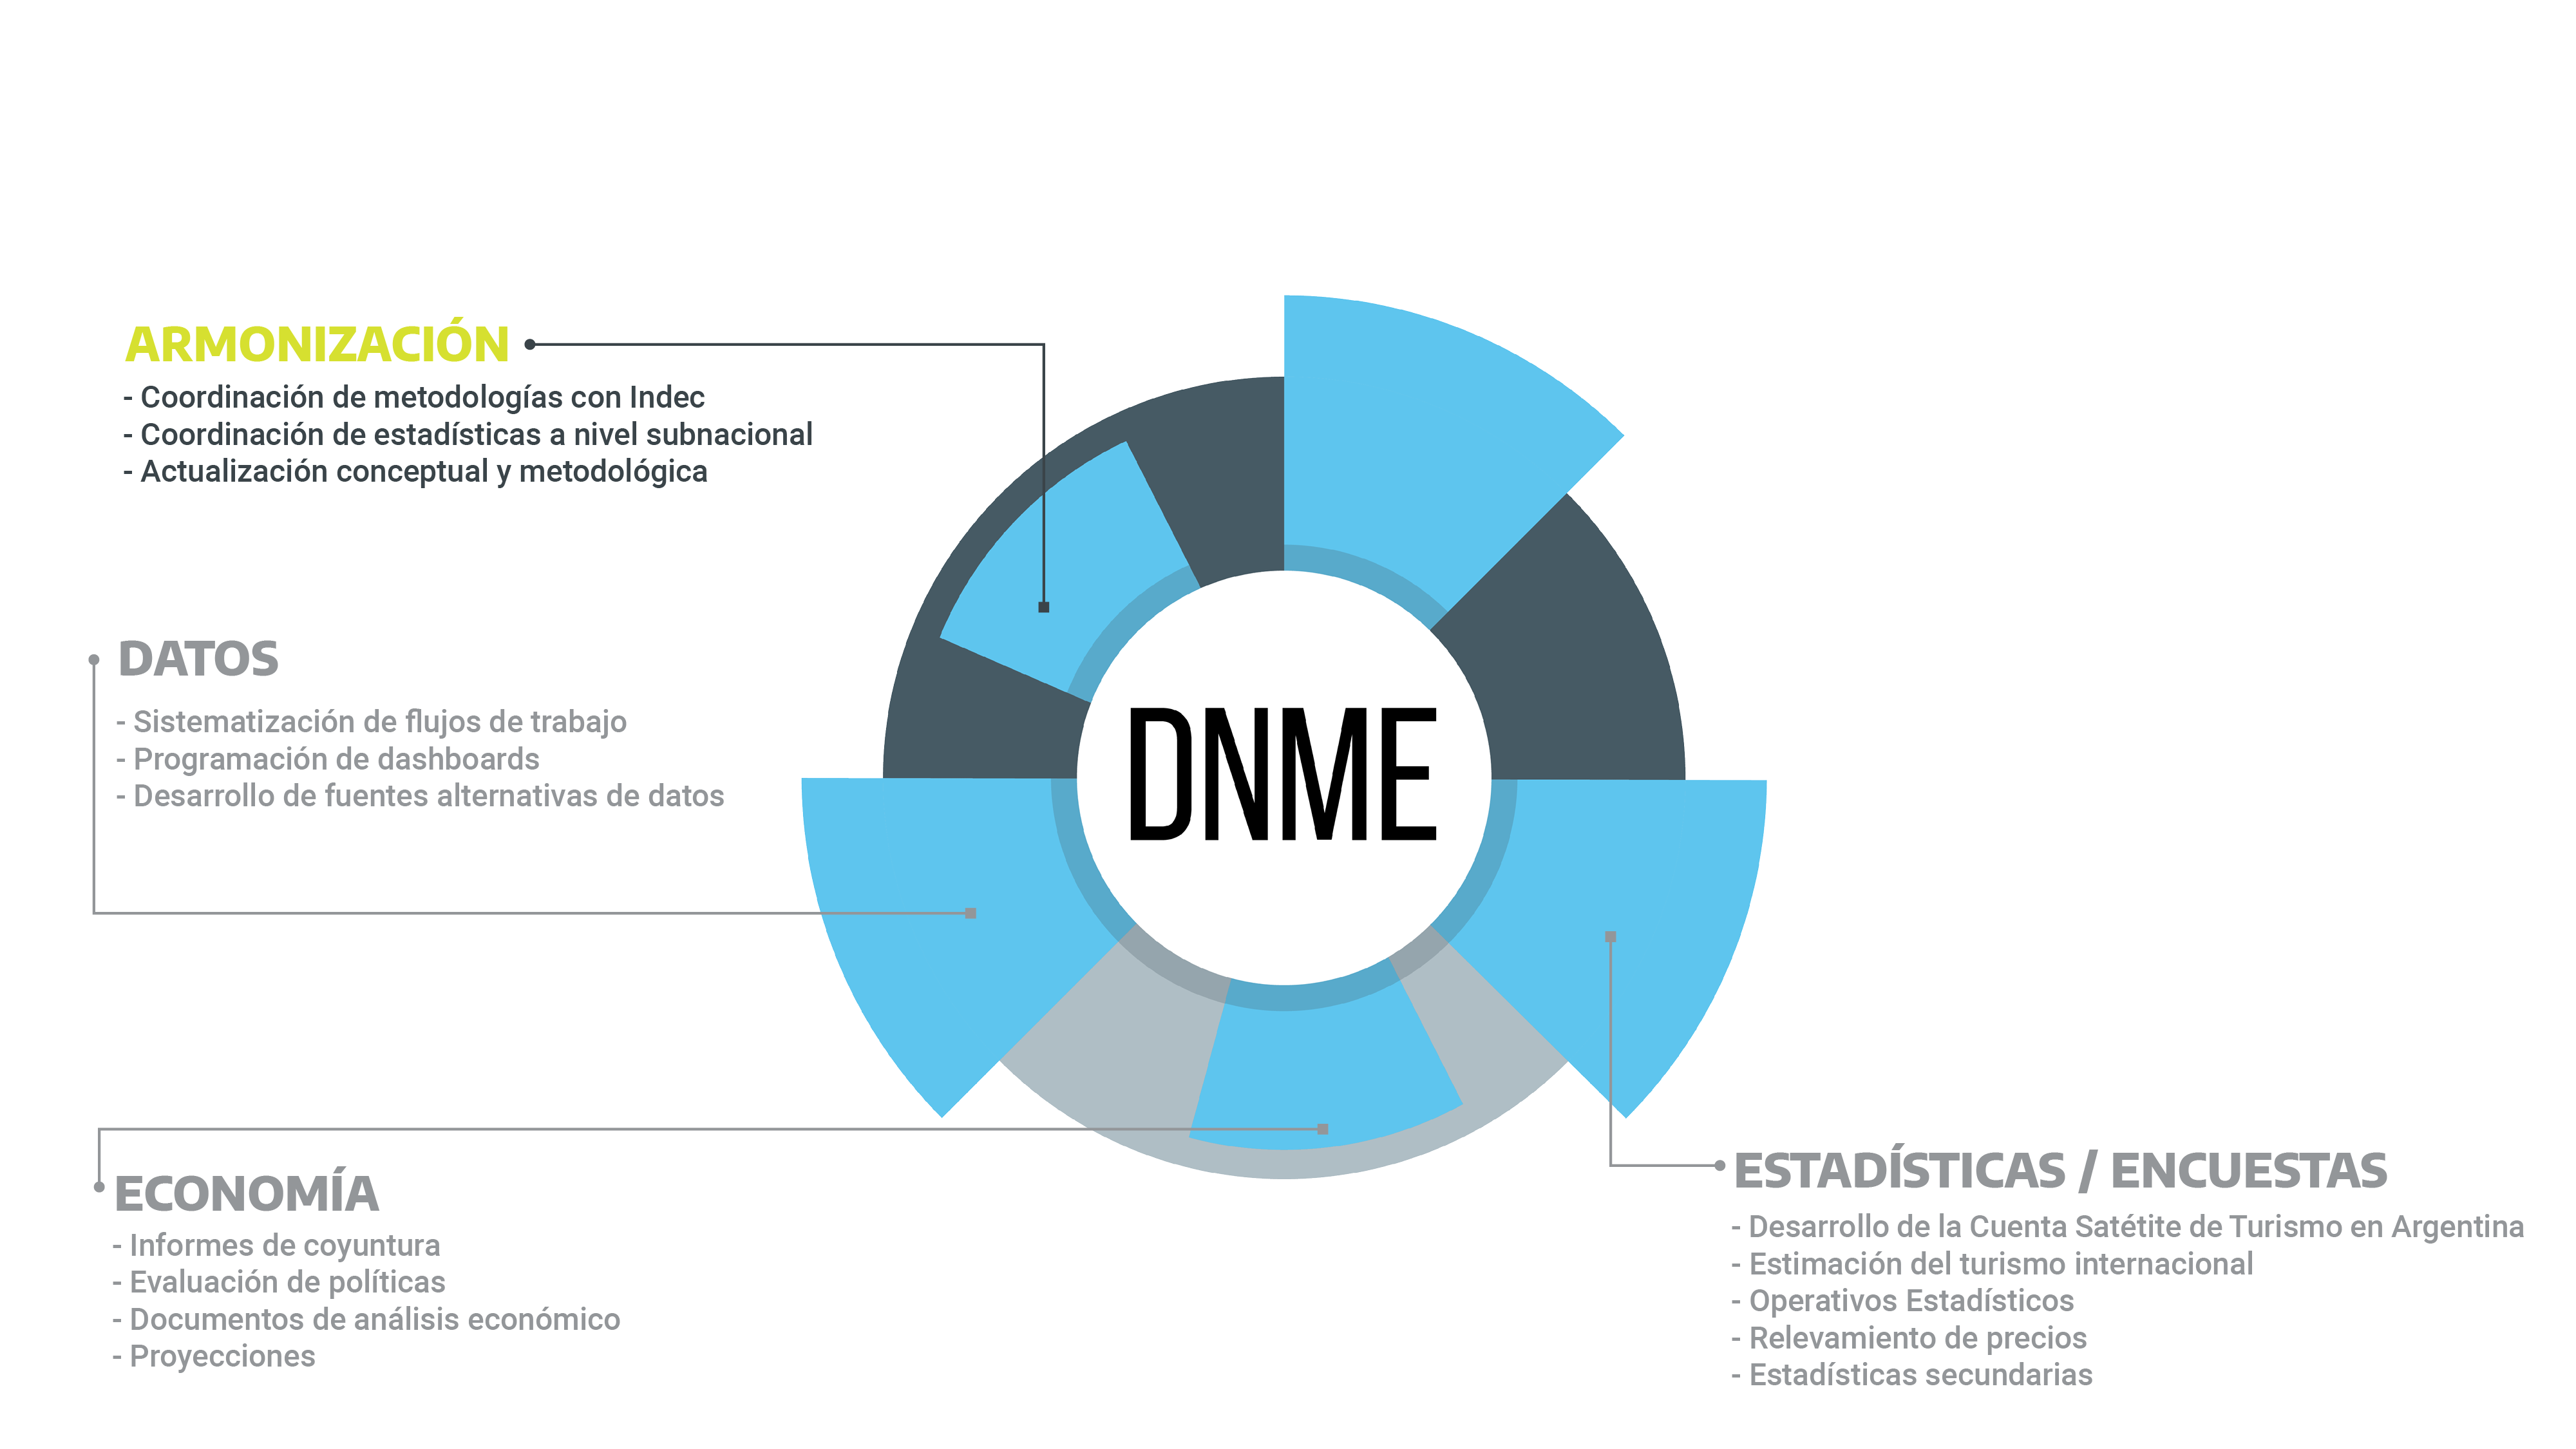 ARMONIZACIÓN
- Coordinación de metodologías con Indec
- Coordinación de estadísticas a nivel subnacional
- Actualización conceptual y metodológica
DATOS
- Sistematización de flujos de trabajo
- Programación de dashboards
- Desarrollo de fuentes alternativas de datos
DNME
ECONOMÍA
- Informes de coyuntura
- Evaluación de políticas
- Documentos de análisis económico
- Proyecciones
ESTADÍSTICAS / ENCUESTAS
- Desarrollo de la Cuenta Satétite de Turismo en Argentina
- Estimación del turismo internacional
- Operativos Estadísticos
- Relevamiento de precios
- Estadísticas secundarias